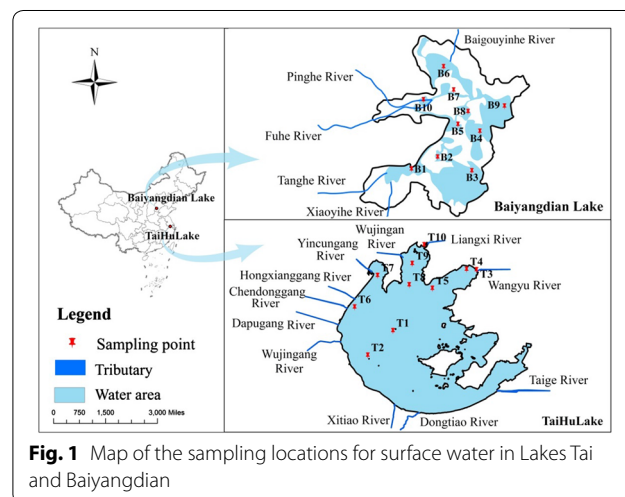 N
Baiyangdian Lake
TaiHuLake
Legend
Sampling point
Tributary
Water area
0 750 1,500 3,000 Miles
Baigouyinhe River
Pinghe River
Fuhe River
Tanghe River
Xiaoyihe River
B6
B7
B10
B8
B9
B5
B4
B2
B1
B3
Baiyangdian Lake
Wujingan
River
T10
Liangxi River
Yincungang
River
T9
T7
T4
T3
Hongxianggang River
T8
T5
Wangyu River
Chendonggang
River
T6
Dapugang River
T1
Wujingang
River
T2
Taige River
Xitiao River
Dongtiao River
TaiHuLake
Fig. 1 Map of the sampling locations for surface water in Lakes Tai
and Baiyangdian